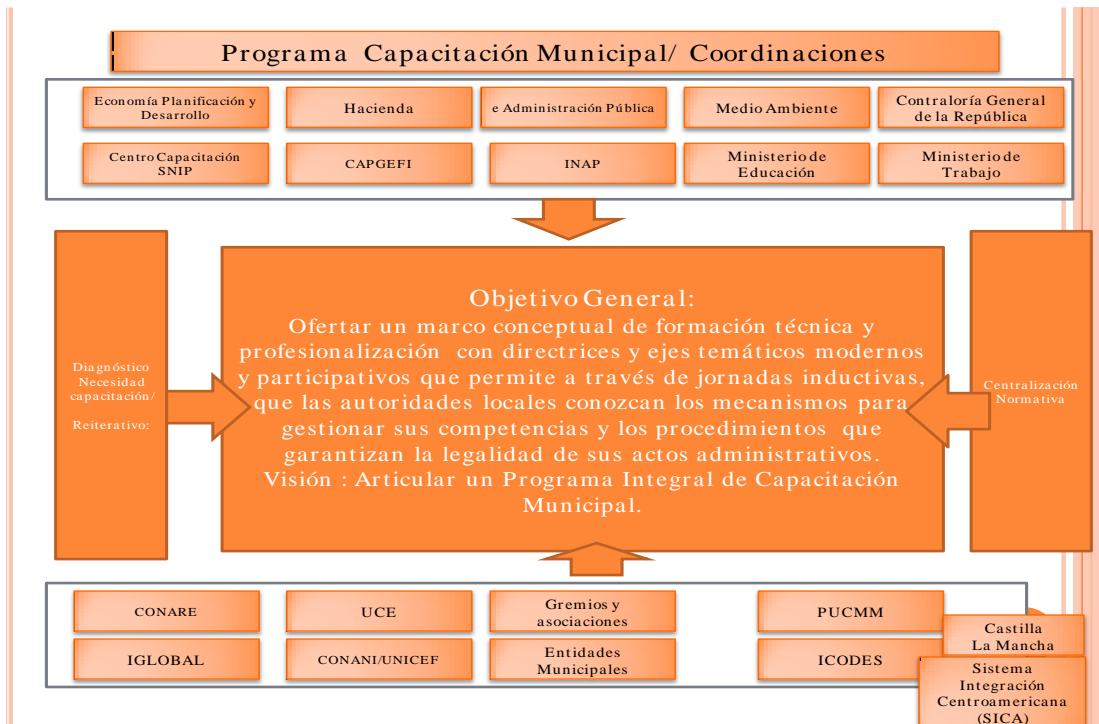 Programa Capacitación Municipal/ Coordinaciones
Economía Planificación y
Desarrollo
Hacienda
e Administración Pública
Medio Ambiente
Contraloría General
de la República
Centro Capacitación
SNIP
CAPGEFI
INAP
Ministerio de
Educación
Ministerio de
Trabajo
Diagnóstico
Necesidad
capacitación/
Reiterativo:
Objetivo General:
Ofertar un marco conceptual de formación técnica y
profesionalización con directrices y ejes temáticos modernos
y participativos que permite a través de jornadas inductivas,
que las autoridades locales conozcan los mecanismos para
gestionar sus competencias y los procedimientos que
garantizan la legalidad de sus actos administrativos.
Visión : Articular un Programa Integral de Capacitación
Municipal.
Centralización
Normativa
CONARE
UCE
Gremios y
asociaciones
PUCMM
IGLOBAL
CONANI/UNICEF
Entidades
Municipales
ICODES
Castilla
La Mancha
Sistema
Integración
Centroamericana
(SICA)